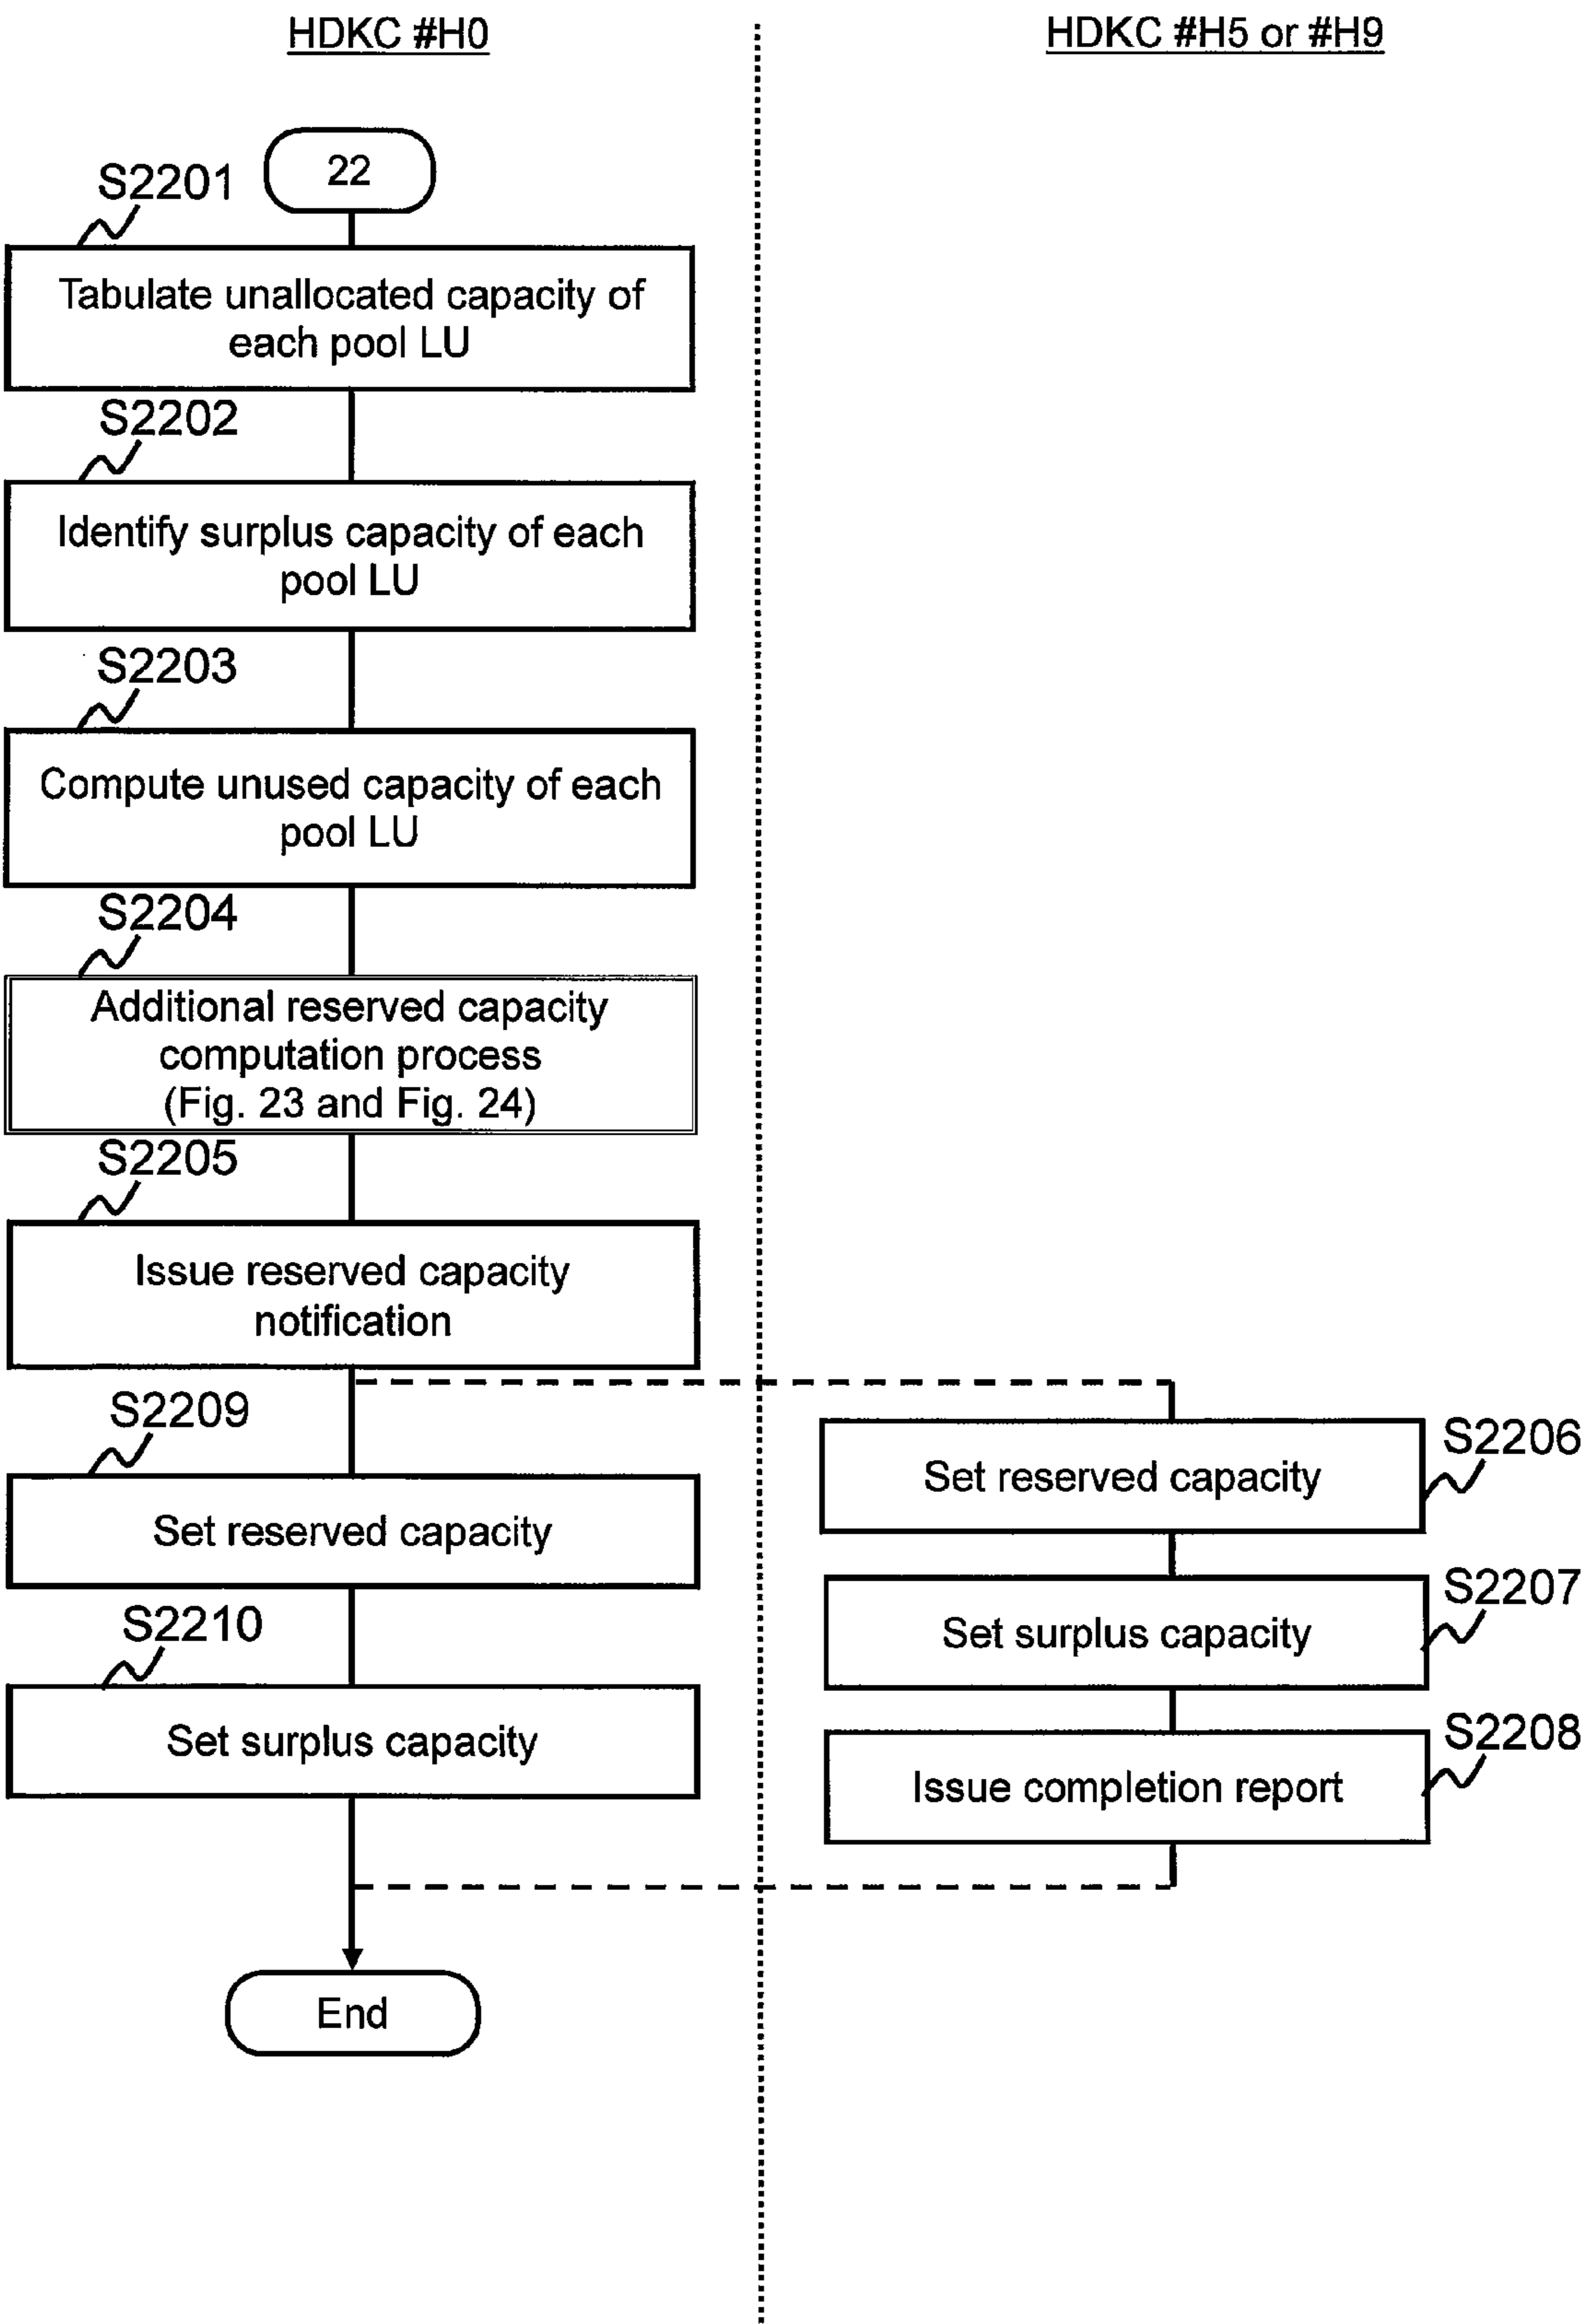 HDKC #H0
HDKC #H5 or #H9
22
S2201
Tabulate unallocated capacity of
each pool LU
S2202
Identify surplus capacity of each
pool LU
S2203
Compute unused capacity of each
pool LU
S2204
Additional reserved capacity
computation process
(Fig. 23 and Fig. 24)
S2205
Issue reserved capacity
notification
S2209
Set reserved capacity
S2210
Set surplus capacity
S2206
Set reserved capacity
S2207
Set surplus capacity
S2208
Issue completion report
End